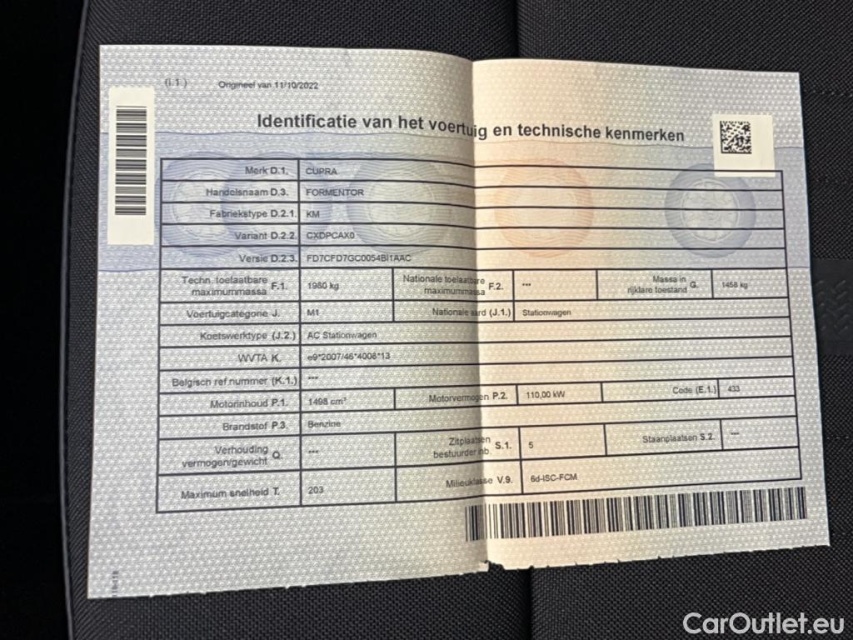 (I.1) Origineel van 11/10/2022
Identificatie van het voertuig en technische kenmerken
Merk D.1. CUPRA
Handelsnaam D.3. FORMENTOR
Fabriekstype D.2.1. KM
Variant D.2.2. CXDPCAX0
Versie D.2.3. FD7CFD7GC0054BI1AAC
Techn. toelaatbare maximummassa F.1. 1980 kg Nationale toelaatbare maximummassa F.2. *** Massa in rijklare toestand G. 1458 kg
Voertuigcategorie J. M1 Nationale aard (J.1.) Stationwagen
Koetswerktype (J.2.) AC Stationwagen
WVTA K. e9*2007/46*4008*13
Belgisch ref nummer (K.1.) ***
Motorinhoud P.1. 1498 cm³ Motorvermogen P.2. 110,00 kW Code (E.1.) 433
Brandstof P.3. Benzine
Verhouding vermogen/gewicht Q. *** Zitplaatsen bestuurder inb. S.1. 5 Staanplaatsen S.2. ***
Maximum snelheid T. 203 Milieuklasse V.9. 6d-ISC-FCM
CarOutlet.eu